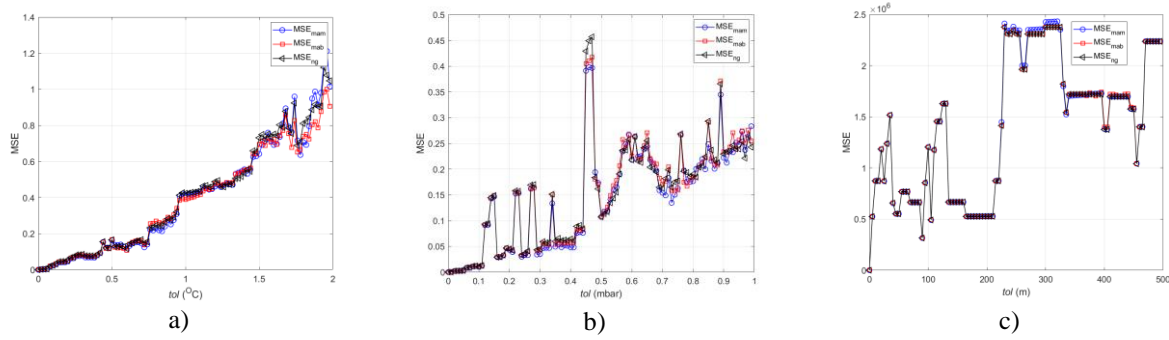 1.4
1.2
1
0.8
0.6
0.4
0.2
0
MSE
MSE_mam
MSE_mab
MSE_ng
0 0.5 1 1.5 2
tol (°C)
a)
0.5
0.45
0.4
0.35
0.3
0.25
0.2
0.15
0.1
0.05
0
MSE
MSE_mam
MSE_mab
MSE_ng
0 0.1 0.2 0.3 0.4 0.5 0.6 0.7 0.8 0.9 1
tol (mbar)
b)
×10⁶
2.5
2
1.5
1
0.5
0
MSE
MSE_mam
MSE_mab
MSE_ng
0 100 200 300 400 500
tol (m)
c)